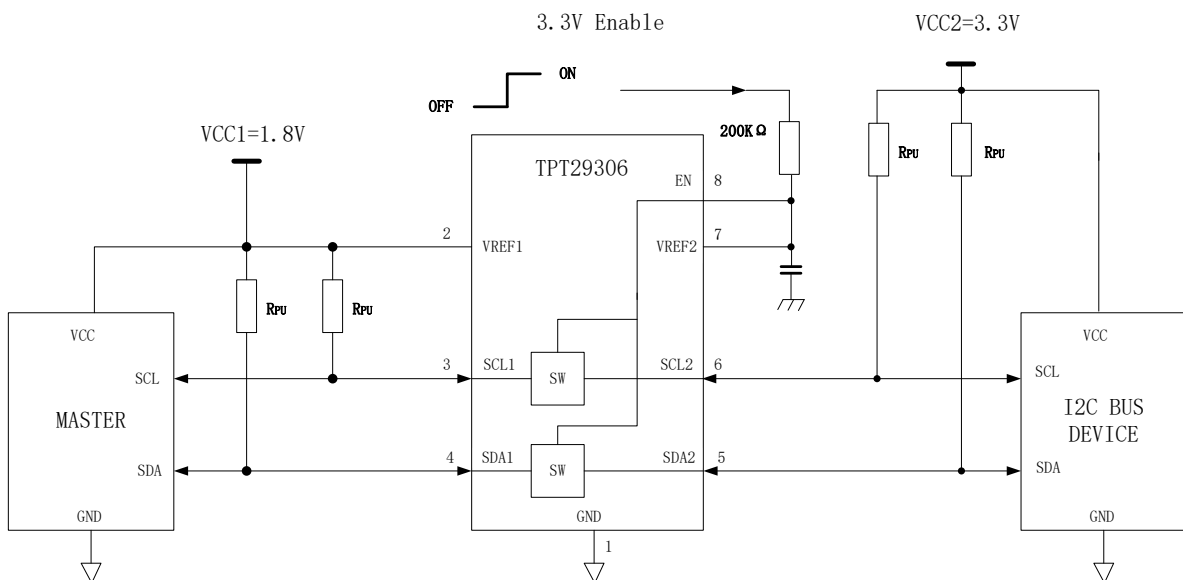 3.3V Enable
VCC2=3.3V
ON
OFF
VCC1=1.8V
200KΩ
RPU
RPU
TPT29306
EN
8
2
VREF1
VREF2
7
RPU
RPU
VCC
VCC
SCL
3
SCL1
SW
SCL2
6
SCL
MASTER
I2C BUS
DEVICE
SDA
4
SDA1
SW
SDA2
5
SDA
GND
GND
GND
1